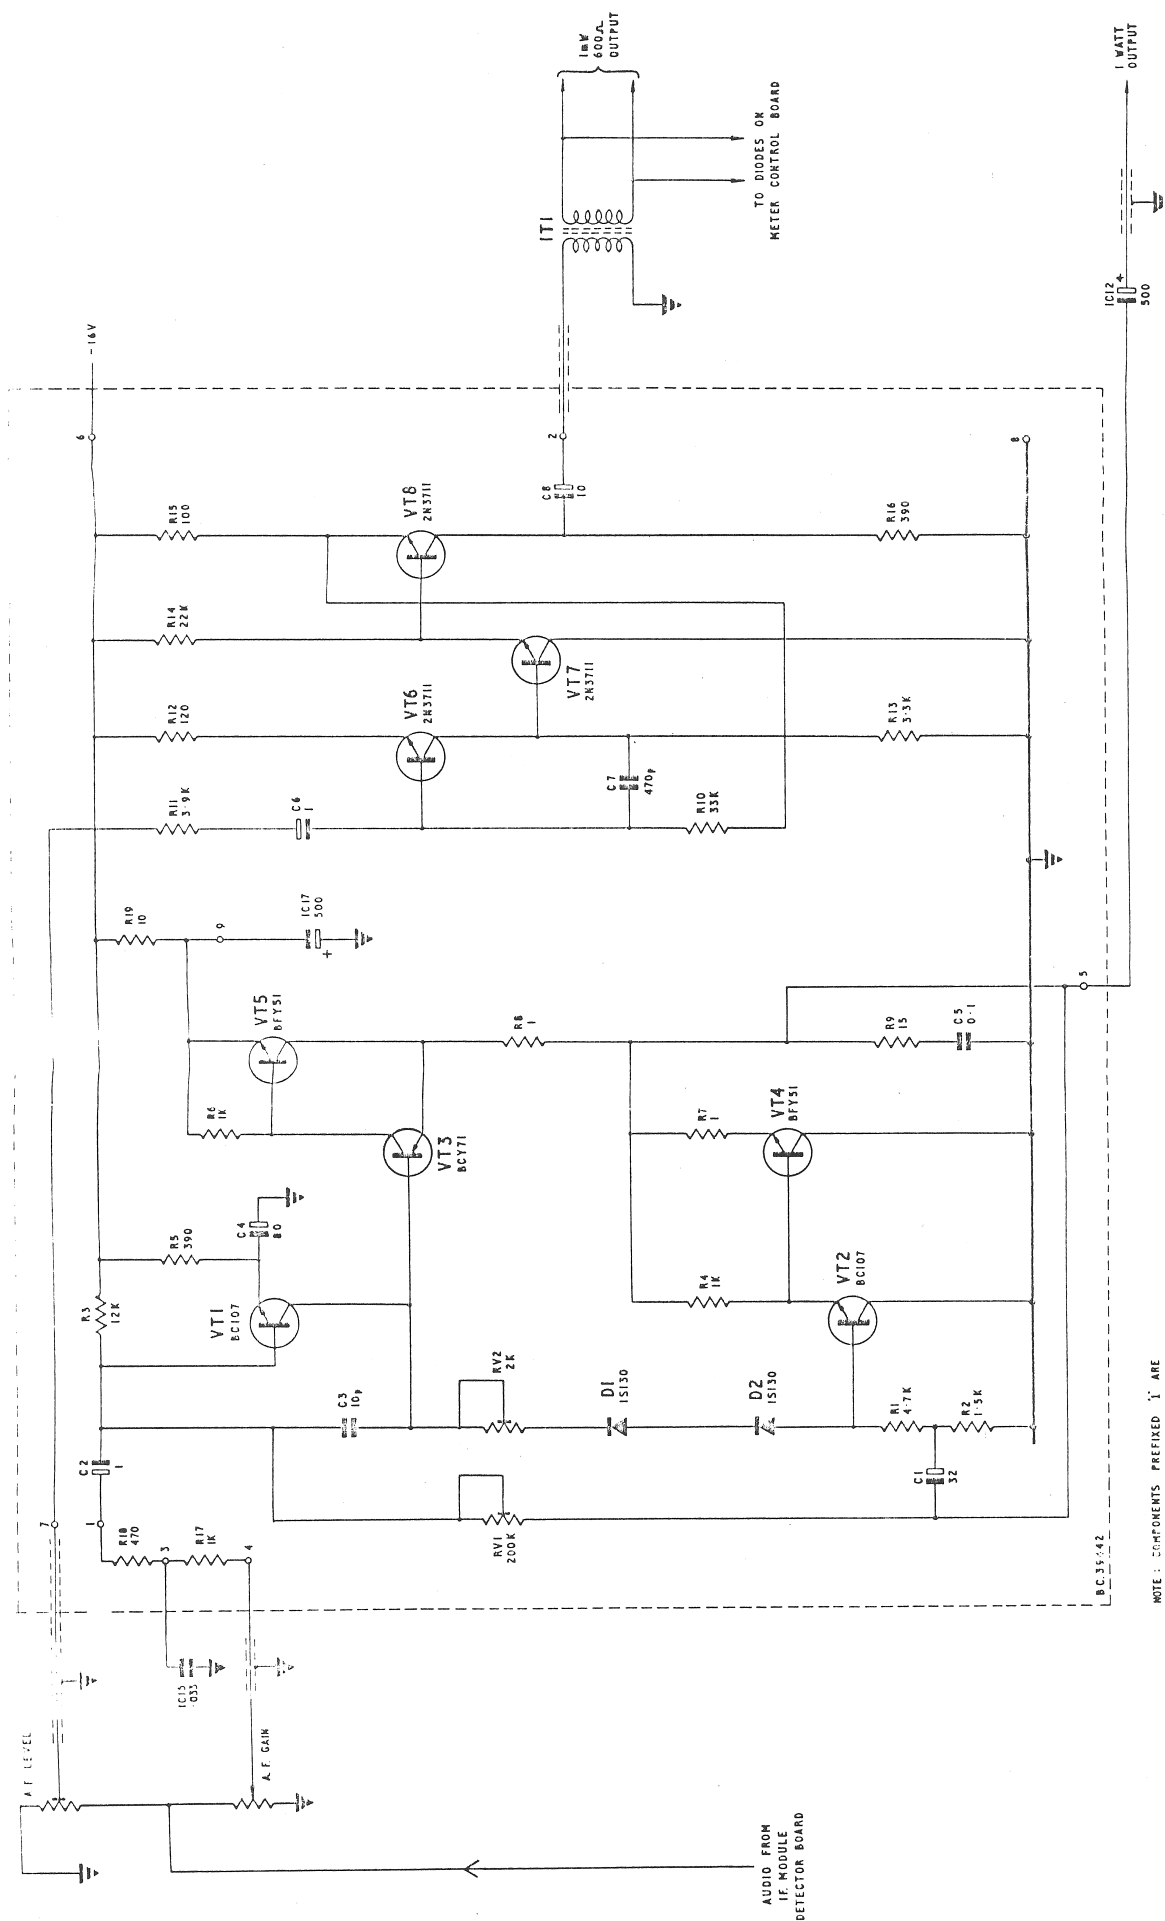 1mW
600Ω
OUTPUT
1 WATT
OUTPUT
TO DIODES ON
METER CONTROL BOARD
1T1
1C12
+
500
-16V
6
2
8
R15
100
VT8
2N3711
C8
10
R16
390
R14
22K
VT7
2N3711
R12
120
VT6
2N3711
C7
470p
R13
3·3K
R11
3·9K
C6
1
R10
33K
R19
10
9
1C17
500
+
VT5
BFY51
R8
1
R9
15
C5
0·1
5
R6
1K
VT3
BCY71
R7
1
VT4
BFY51
R5
390
C4
80
R4
1K
VT2
BC107
R3
12K
VT1
BC107
C3
10p
RV2
2K
D1
1S130
D2
1S130
R1
4·7K
R2
1·5K
C2
1
C1
32
RV1
200K
7
1
R18
470
3
R17
1K
4
1C15
·033
A.F. LEVEL
A.F. GAIN
AUDIO FROM
I.F. MODULE
DETECTOR BOARD
NOTE: COMPONENTS PREFIXED 1 ARE